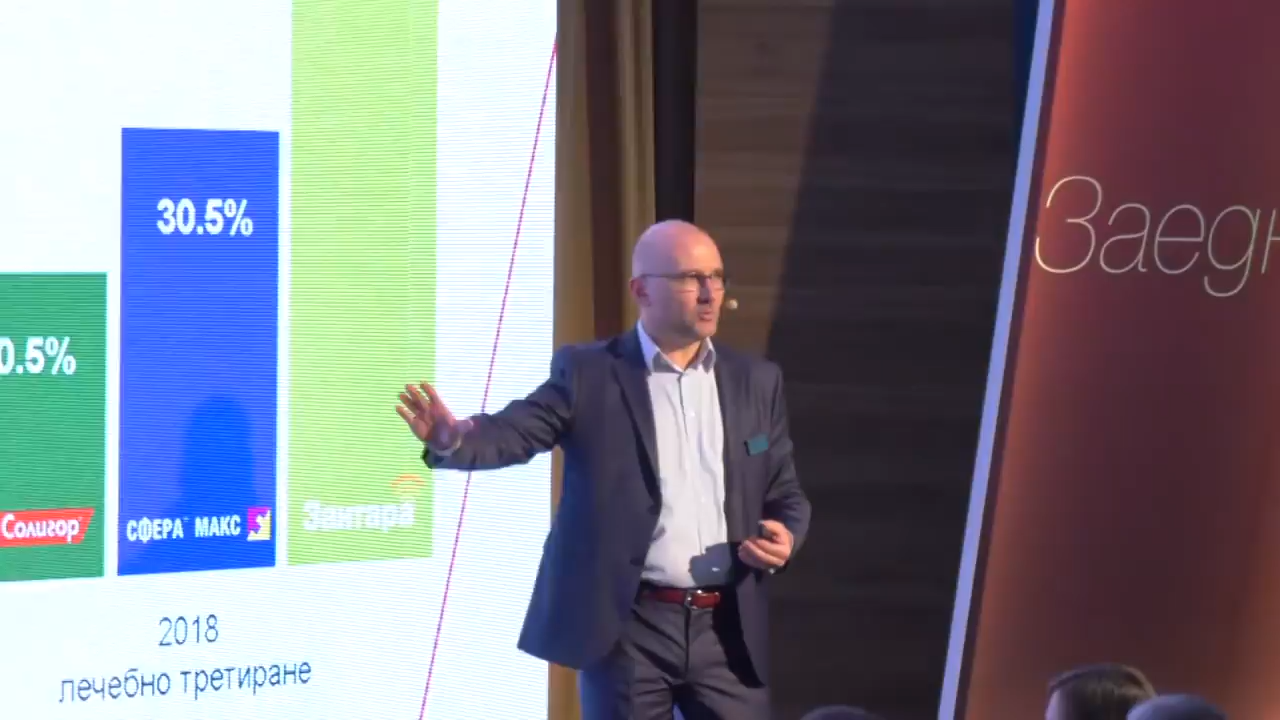 30.5%
0.5%
Солигор
СФЕРА МАКС
Зантара
2018
лечебно третиране
Заедн